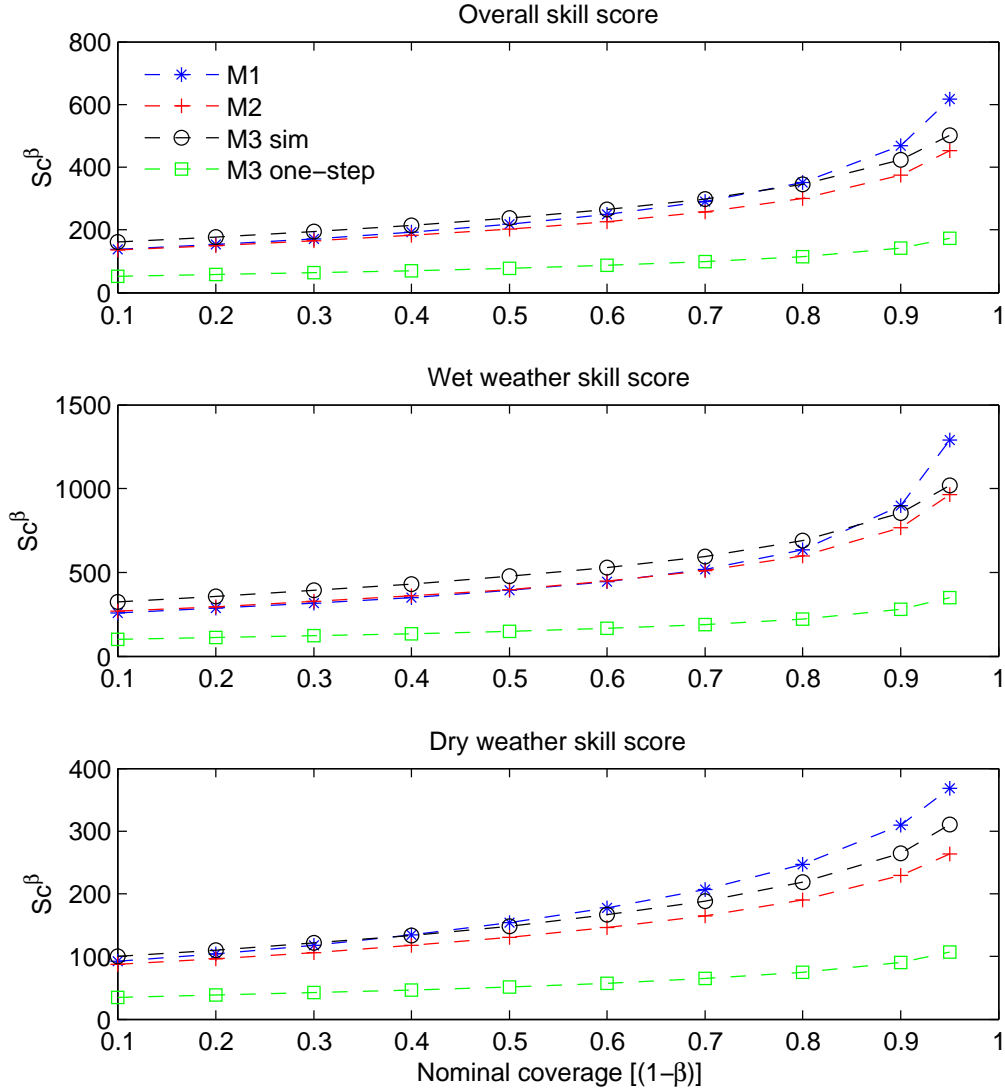 Overall skill score
800
600
400
200
0
Sc^β
M1
M2
M3 sim
M3 one−step
0.1 0.2 0.3 0.4 0.5 0.6 0.7 0.8 0.9 1
Wet weather skill score
1500
1000
500
0
Sc^β
0.1 0.2 0.3 0.4 0.5 0.6 0.7 0.8 0.9 1
Dry weather skill score
400
300
200
100
0
Sc^β
0.1 0.2 0.3 0.4 0.5 0.6 0.7 0.8 0.9 1
Nominal coverage [(1−β)]